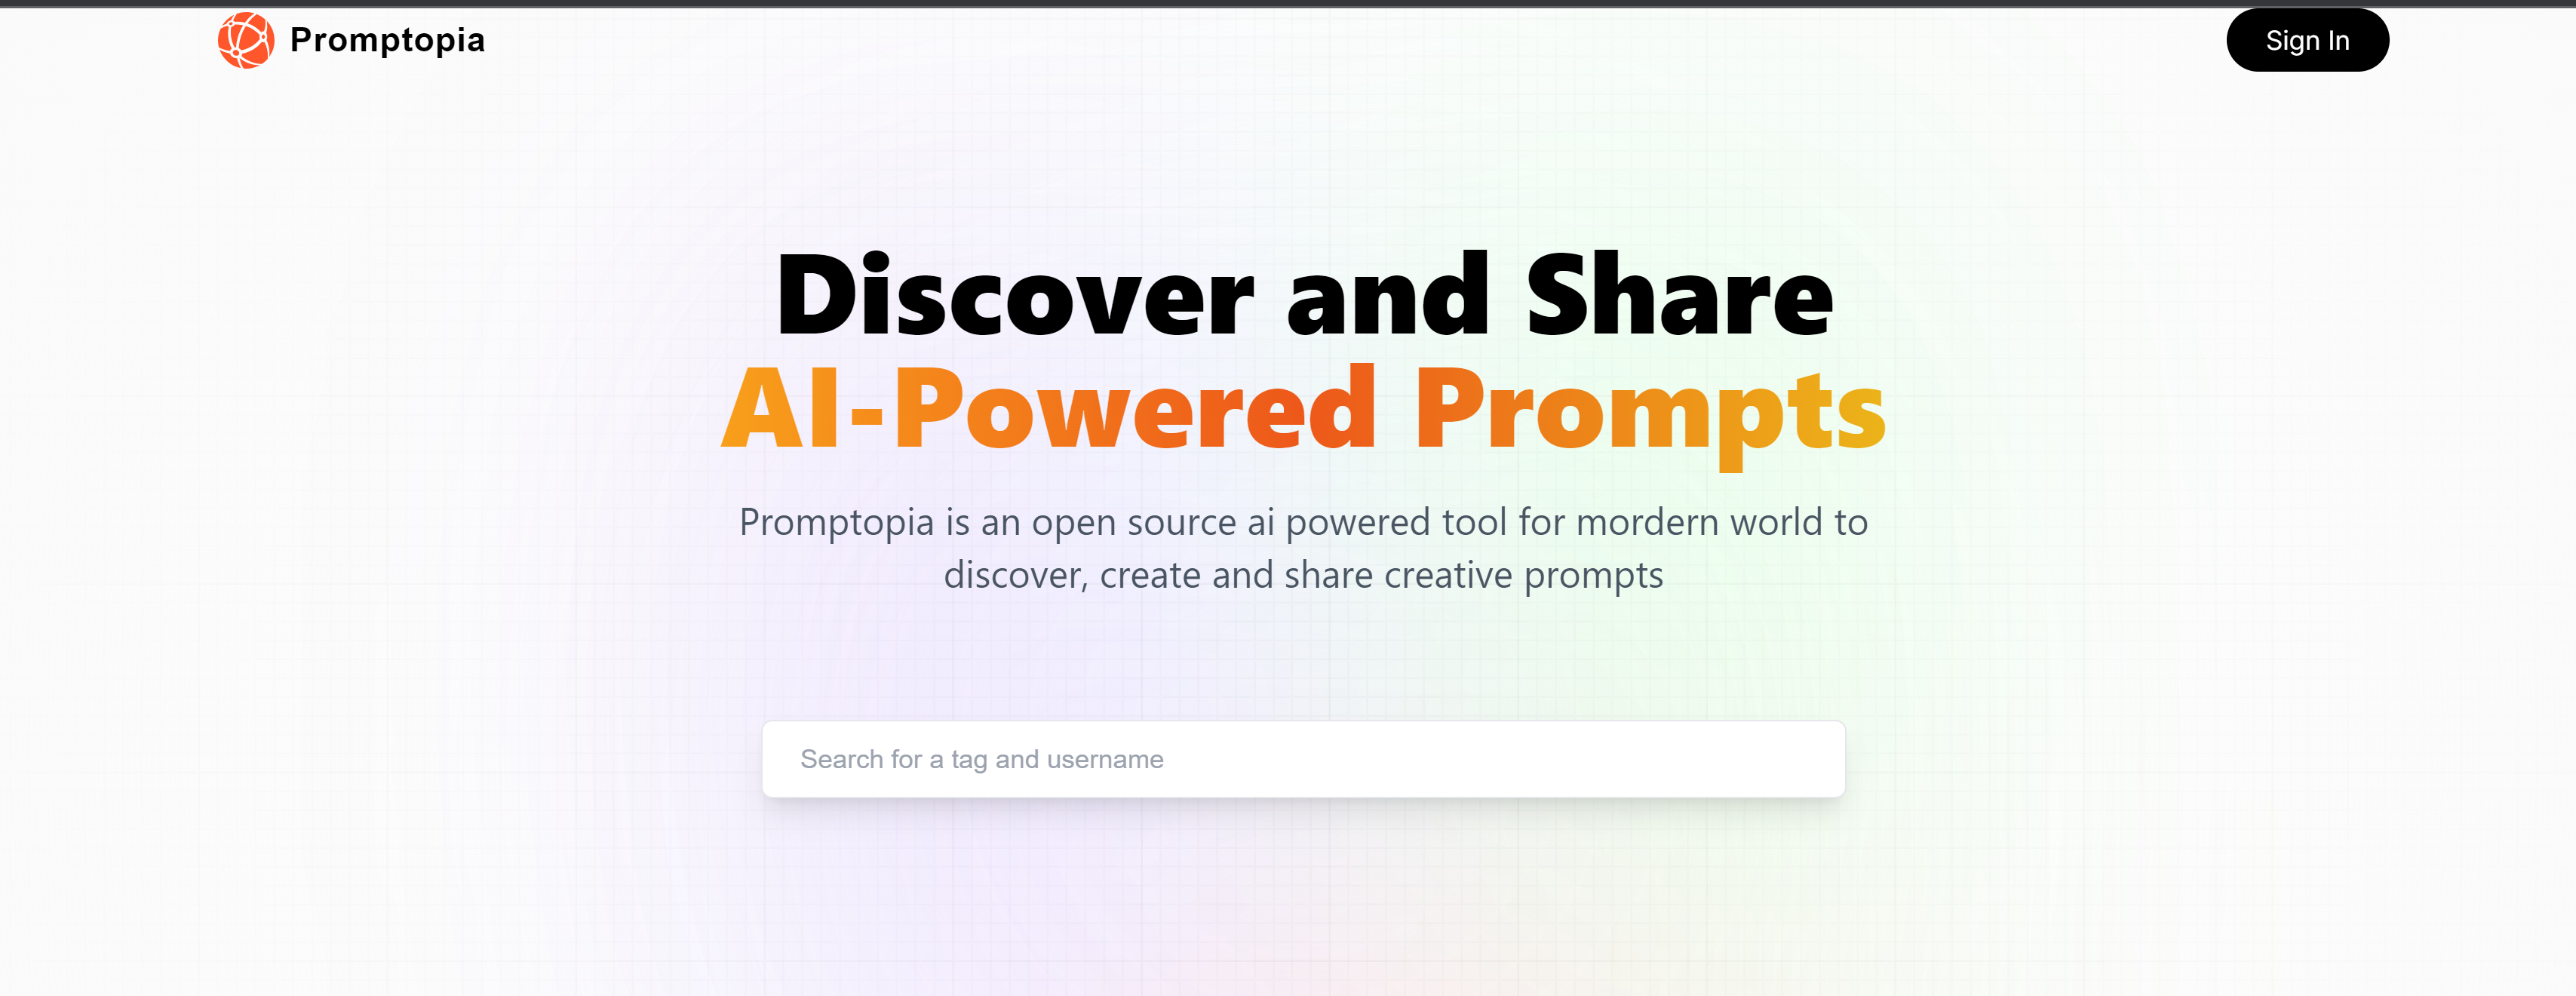 Promptopia
Sign In
Discover and Share
AI-Powered Prompts
Promptopia is an open source ai powered tool for mordern world to
discover, create and share creative prompts
Search for a tag and username